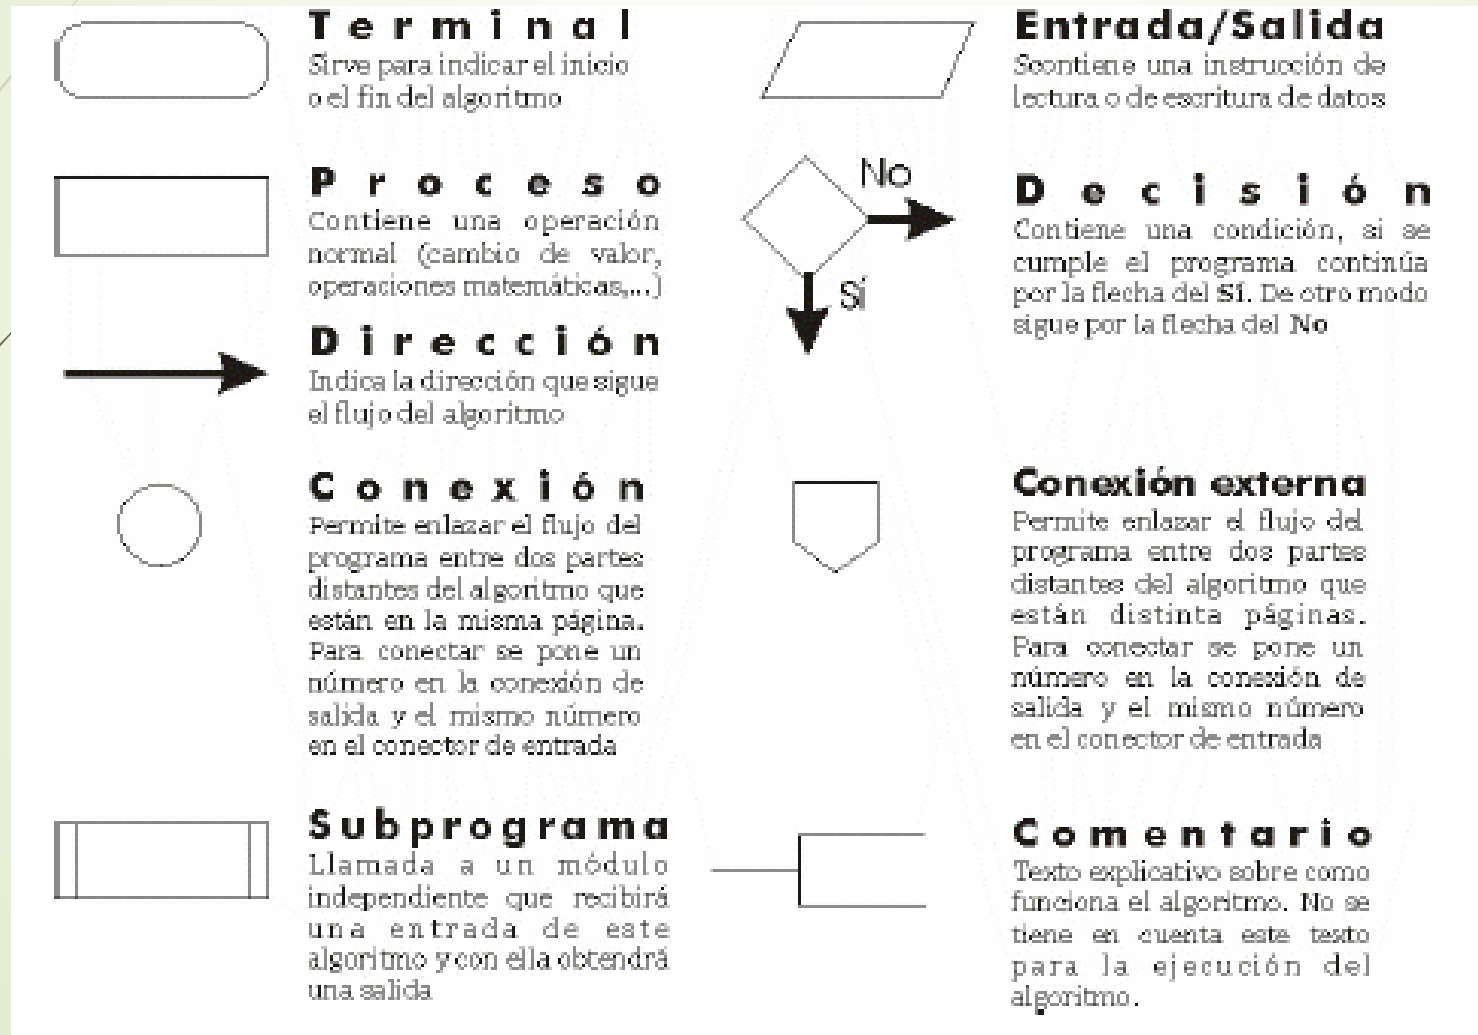 Terminal
Sirve para indicar el inicio
o el fin del algoritmo
Entrada/Salida
Scontiene una instrucción de
lectura o de escritura de datos
Proceso
Contiene una operación
normal (cambio de valor,
operaciones matemáticas,...)
No
Sí
Decisión
Contiene una condición, si se
cumple el programa continúa
por la flecha del Sí. De otro modo
sigue por la flecha del No
Dirección
Indica la dirección que sigue
el flujo del algoritmo
Conexión
Permite enlazar el flujo del
programa entre dos partes
distantes del algoritmo que
están en la misma página.
Para conectar se pone un
número en la conexión de
salida y el mismo número
en el conector de entrada
Conexión externa
Permite enlazar el flujo del
programa entre dos partes
distantes del algoritmo que
están distinta páginas.
Para conectar se pone un
número en la conexión de
salida y el mismo número
en el conector de entrada
Subprograma
Llamada a un módulo
independiente que recibirá
una entrada de este
algoritmo y con ella obtendrá
una salida
Comentario
Texto explicativo sobre como
funciona el algoritmo. No se
tiene en cuenta este texto
para la ejecución del
algoritmo.